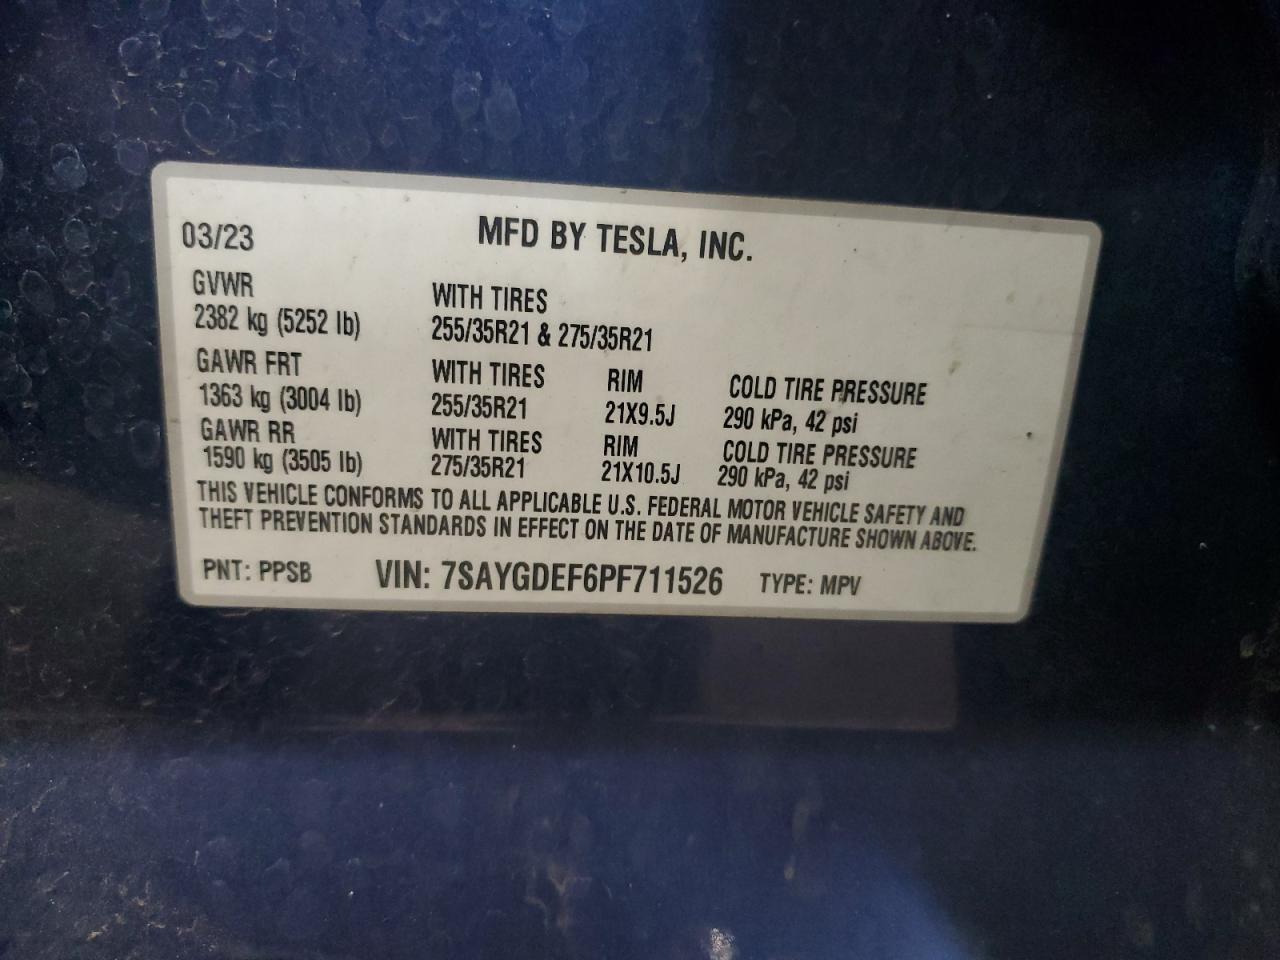 03/23 MFD BY TESLA, INC.
GVWR WITH TIRES
2382 kg (5252 lb) 255/35R21 & 275/35R21
GAWR FRT WITH TIRES RIM COLD TIRE PRESSURE
1363 kg (3004 lb) 255/35R21 21X9.5J 290 kPa, 42 psi
GAWR RR WITH TIRES RIM COLD TIRE PRESSURE
1590 kg (3505 lb) 275/35R21 21X10.5J 290 kPa, 42 psi
THIS VEHICLE CONFORMS TO ALL APPLICABLE U.S. FEDERAL MOTOR VEHICLE SAFETY AND
THEFT PREVENTION STANDARDS IN EFFECT ON THE DATE OF MANUFACTURE SHOWN ABOVE.
PNT: PPSB VIN: 7SAYGDEF6PF711526 TYPE: MPV